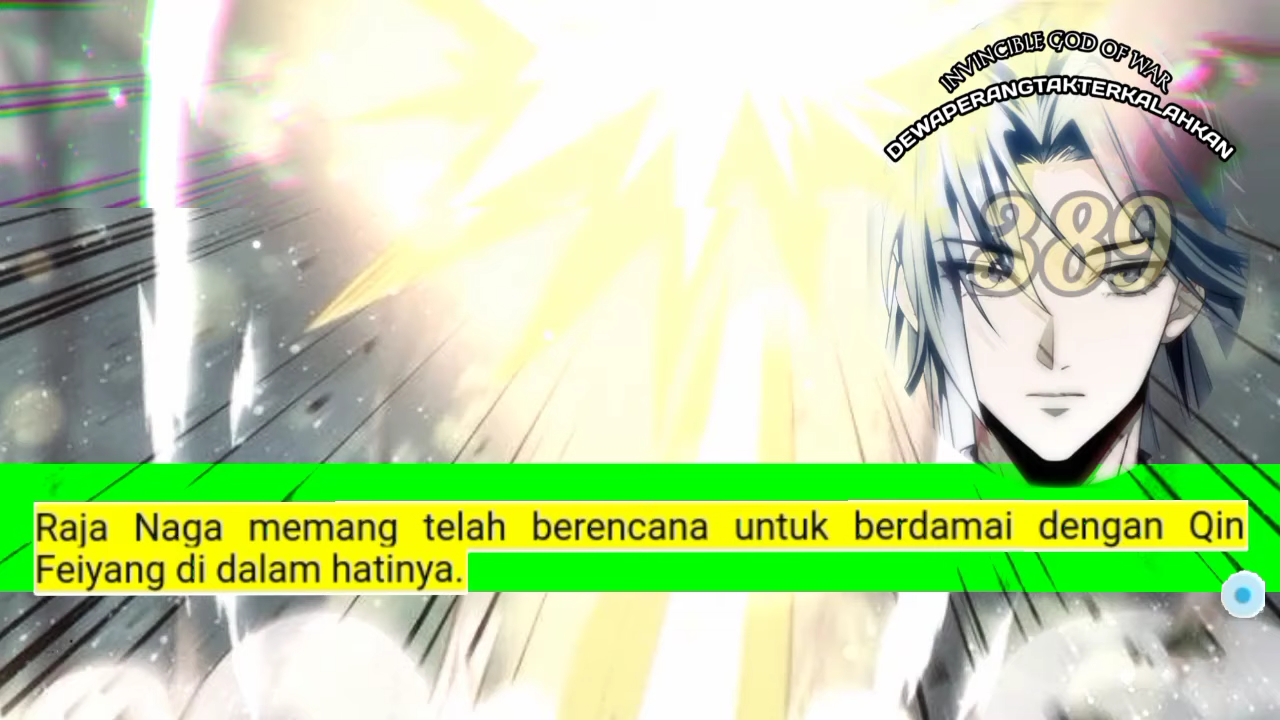 INVINCIBLE GOD OF WAR
DEWAPERANGTAKTERKALAHKAN
389
Raja Naga memang telah berencana untuk berdamai dengan Qin
Feiyang di dalam hatinya.